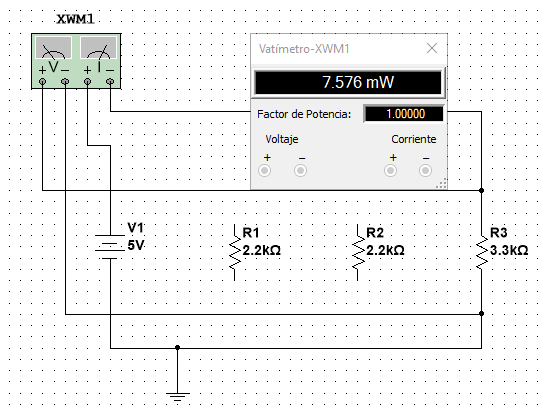 XWM1
V I
+ − + −
Vatímetro-XWM1
7.576 mW
Factor de Potencia: 1.00000
Voltaje Corriente
+ − + −
V1
5V
R1
2.2kΩ
R2
2.2kΩ
R3
3.3kΩ